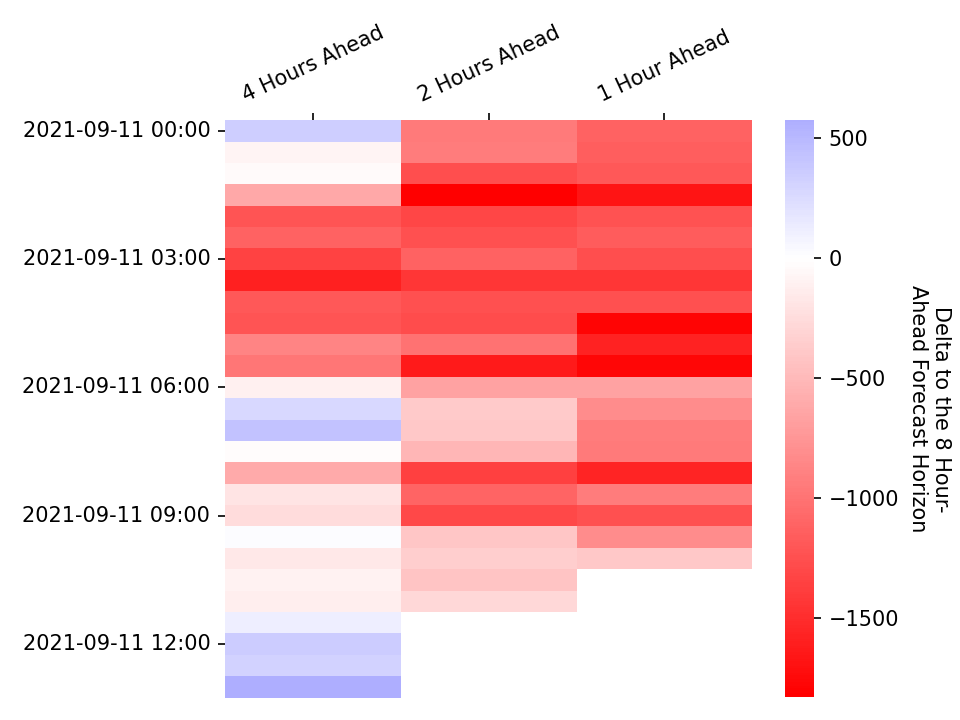 4 Hours Ahead
2 Hours Ahead
1 Hour Ahead
2021-09-11 00:00
2021-09-11 03:00
2021-09-11 06:00
2021-09-11 09:00
2021-09-11 12:00
500
0
−500
−1000
−1500
Delta to the 8 Hour-
Ahead Forecast Horizon